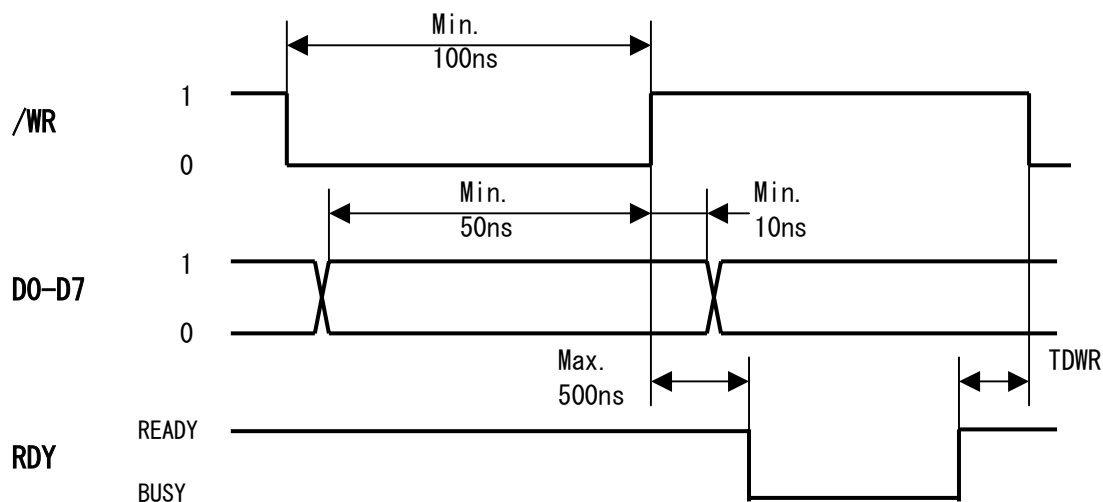 Min.
100ns
1
/WR
0
Min.
50ns
Min.
10ns
1
D0-D7
0
Max.
500ns
TDWR
READY
RDY
BUSY